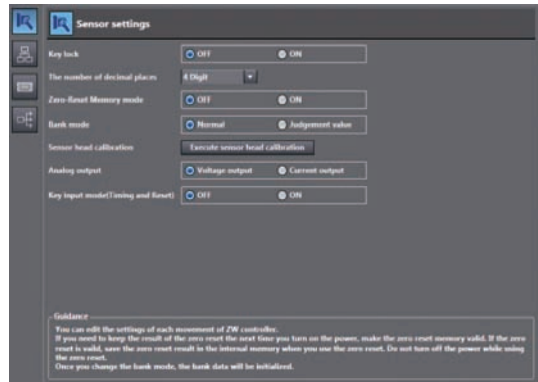 Sensor settings
Key lock OFF ON
The number of decimal places 4 Digit
Zero-Reset Memory mode OFF ON
Bank mode Normal Judgement value
Sensor head calibration Execute sensor head calibration
Analog output Voltage output Current output
Key input mode(Timing and Reset) OFF ON
Guidance
You can edit the settings of each movement of ZW controller.
If you need to keep the result of the zero reset the next time you turn on the power, make the zero reset memory valid. If the zero
reset is vaild, save the zero reset result in the internal memory when you use the zero reset. Do not turn off the power while using
the zero reset.
Once you change the bank mode, the bank data will be initialized.